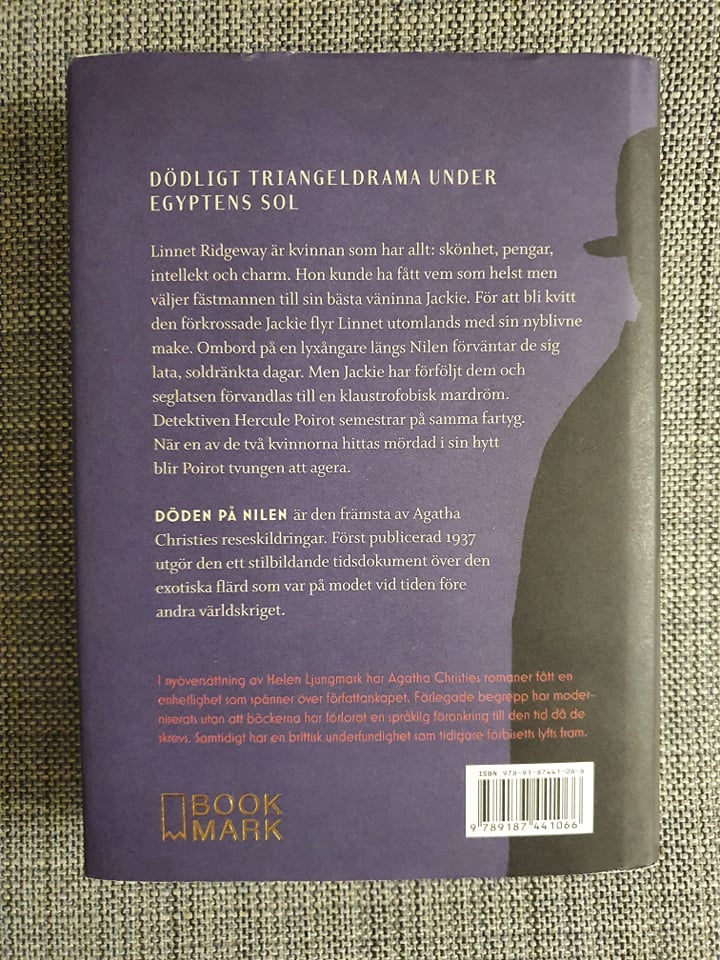 DÖDLIGT TRIANGELDRAMA UNDER
EGYPTENS SOL
Linnet Ridgeway är kvinnan som har allt: skönhet, pengar,
intellekt och charm. Hon kunde ha fått vem som helst men
väljer fästmannen till sin bästa väninna Jackie. För att bli kvitt
den förkrossade Jackie flyr Linnet utomlands med sin nyblivne
make. Ombord på en lyxångare längs Nilen förväntar de sig
lata, soldränkta dagar. Men Jackie har förföljt dem och
seglatsen förvandlas till en klaustrofobisk mardröm.
Detektiven Hercule Poirot semestrar på samma fartyg.
När en av de två kvinnorna hittas mördad i sin hytt
blir Poirot tvungen att agera.
DÖDEN PÅ NILEN är den främsta av Agatha
Christies reseskildringar. Först publicerad 1937
utgör den ett stilbildande tidsdokument över den
exotiska flärd som var på modet vid tiden före
andra världskriget.
I nyöversättning av Helen Ljungmark har Agatha Christies romaner fått en
enhetlighet som spänner över författarskapet. Förlegade begrepp har moder-
niserats utan att böckerna har förlorat en språklig förankring till den tid då de
skrevs. Samtidigt har en brittisk underfundighet som tidigare förbisetts lyfts fram.
BOOK
MARK
ISBN 978-91-87441-06-6
9 789187 441066